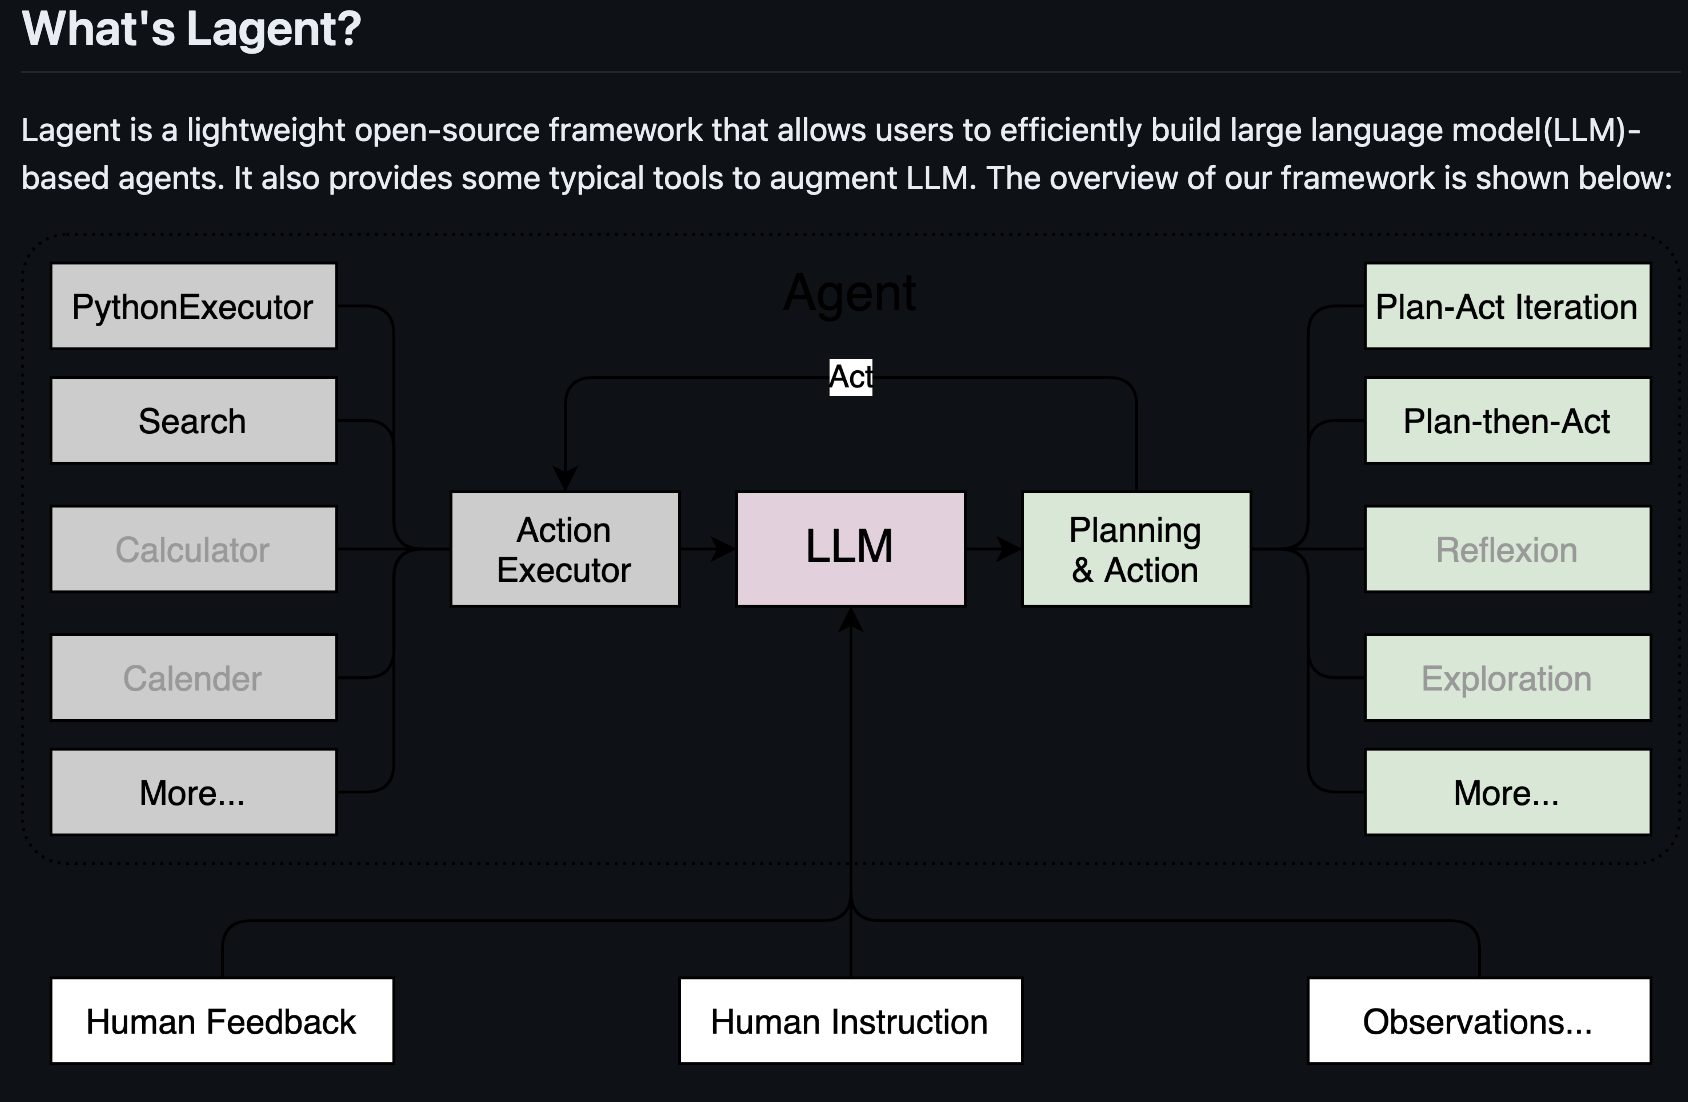 What's Lagent?
Lagent is a lightweight open-source framework that allows users to efficiently build large language model(LLM)-
based agents. It also provides some typical tools to augment LLM. The overview of our framework is shown below:
Agent
Act
PythonExecutor
Search
Calculator
Calender
More...
Action
Executor
LLM
Planning
& Action
Plan-Act Iteration
Plan-then-Act
Reflexion
Exploration
More...
Human Feedback
Human Instruction
Observations...